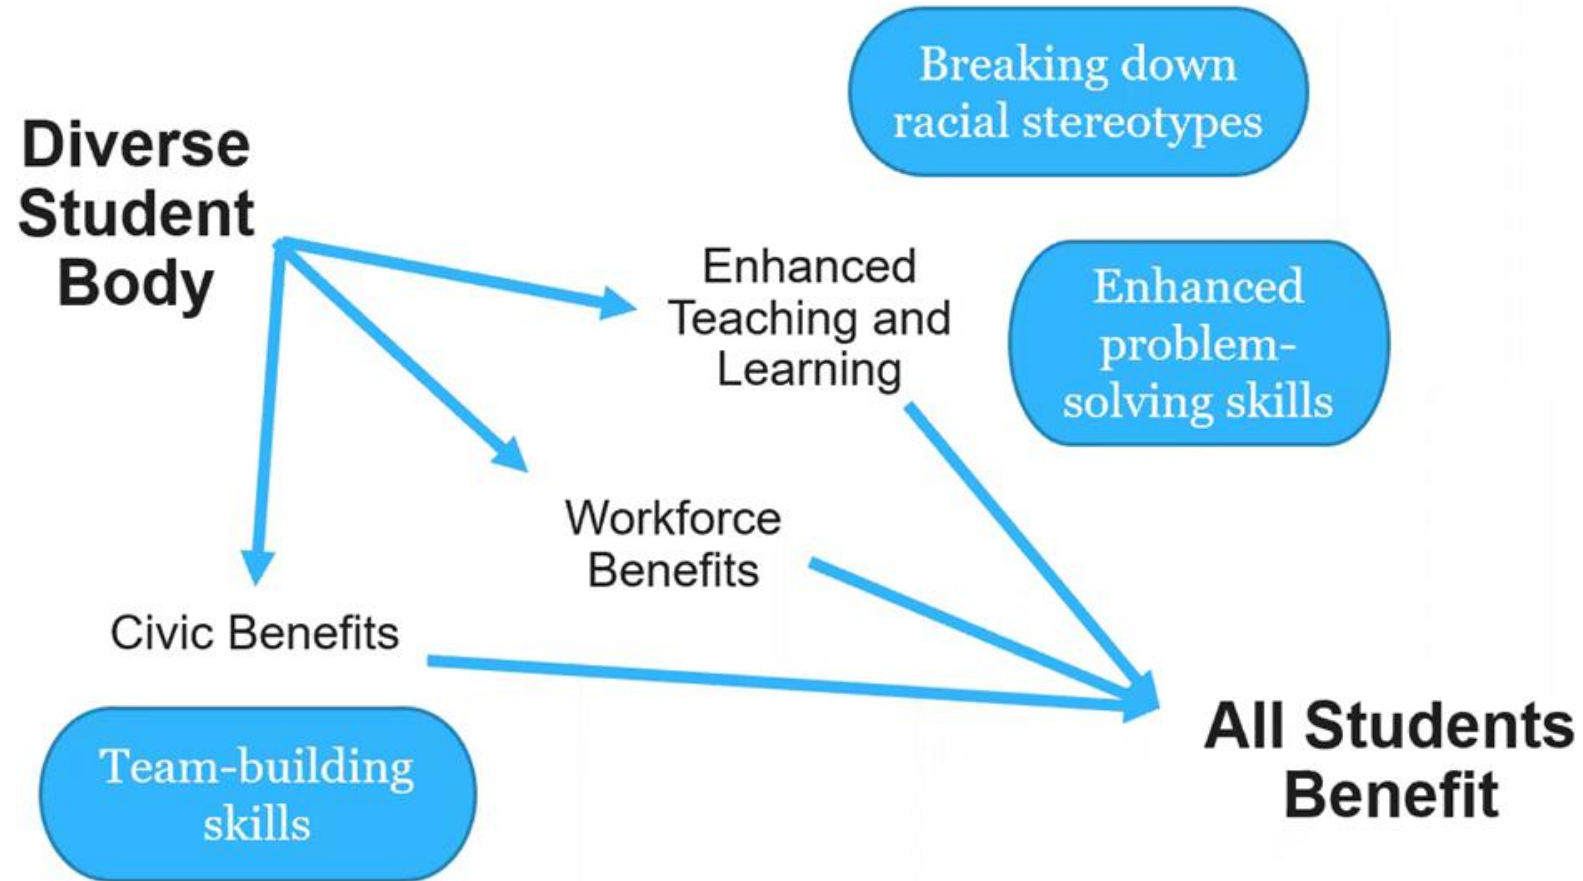 Breaking down
racial stereotypes
Diverse
Student
Body
Enhanced
Teaching and
Learning
Enhanced
problem-
solving skills
Workforce
Benefits
Civic Benefits
Team-building
skills
All Students
Benefit